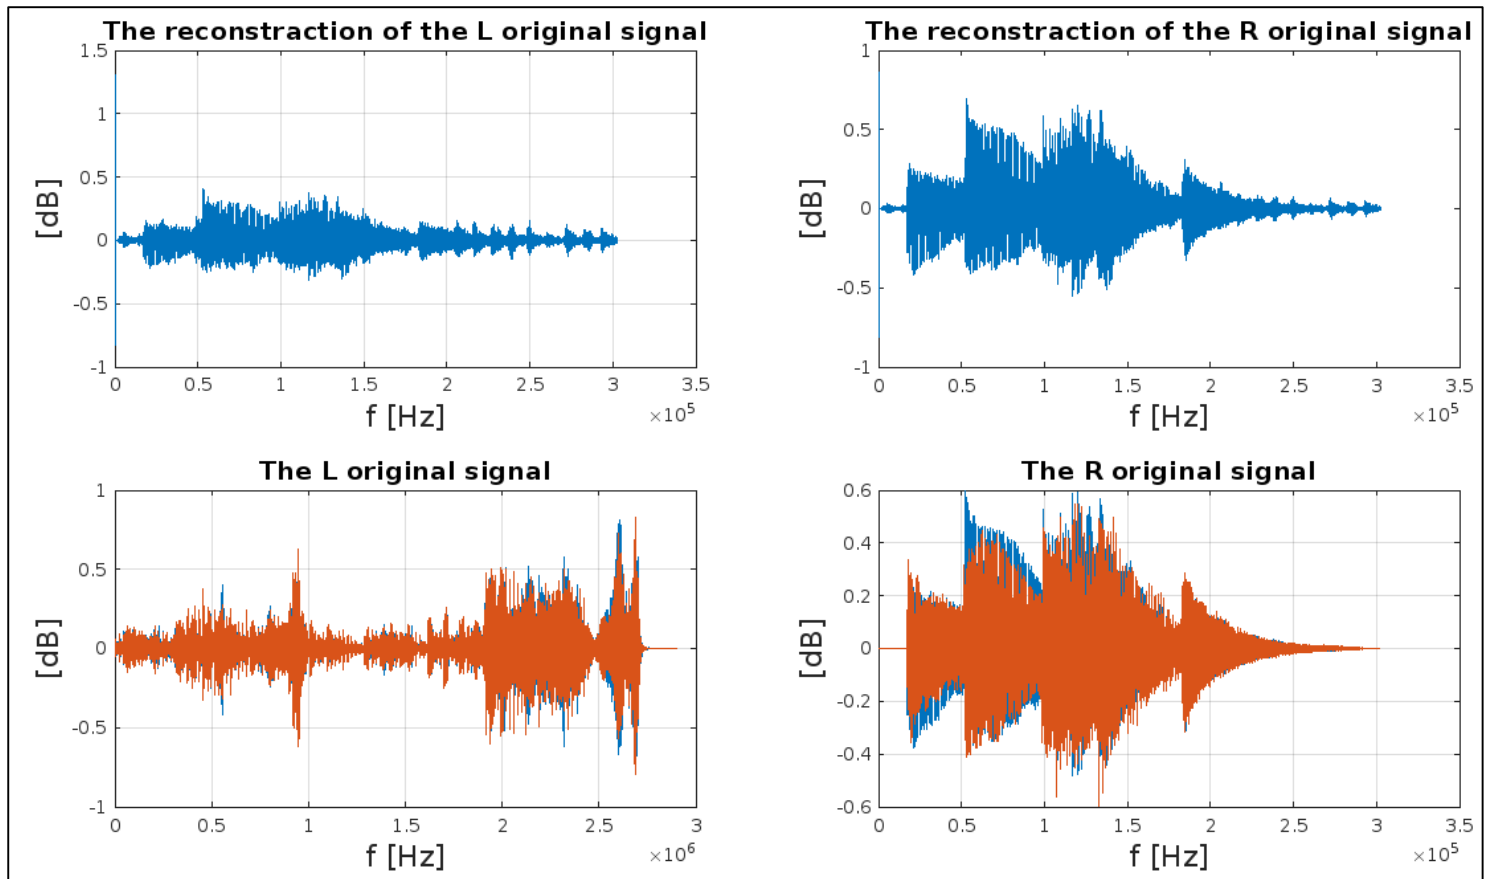 The reconstraction of the L original signal
1.5
1
0.5
0
-0.5
-1
[dB]
0 0.5 1 1.5 2 2.5 3 3.5
×10^5
f [Hz]
The reconstraction of the R original signal
1
0.5
0
-0.5
-1
[dB]
0 0.5 1 1.5 2 2.5 3 3.5
×10^5
f [Hz]
The L original signal
1
0.5
0
-0.5
-1
[dB]
0 0.5 1 1.5 2 2.5 3
×10^6
f [Hz]
The R original signal
0.6
0.4
0.2
0
-0.2
-0.4
-0.6
[dB]
0 0.5 1 1.5 2 2.5 3 3.5
×10^5
f [Hz]